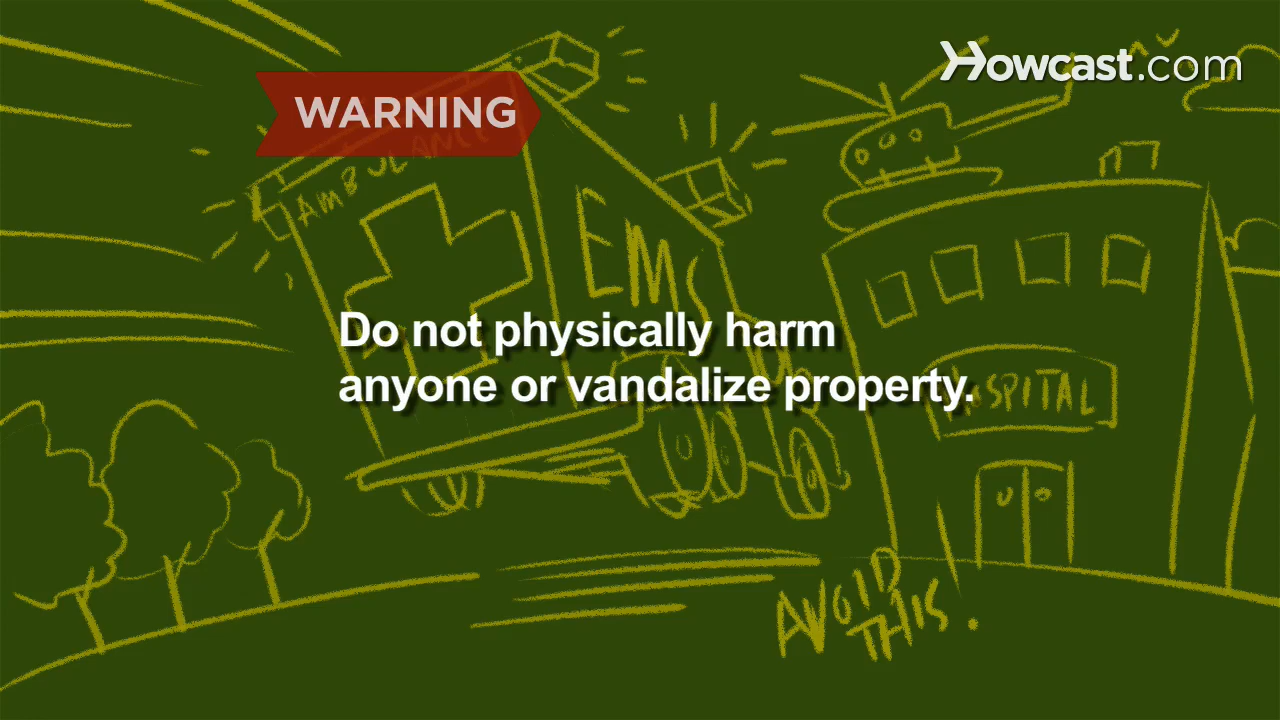 Howcast.com
WARNING
AMBULANCE
EMS
Do not physically harm
anyone or vandalize property.
HOSPITAL
AVOID
THIS!